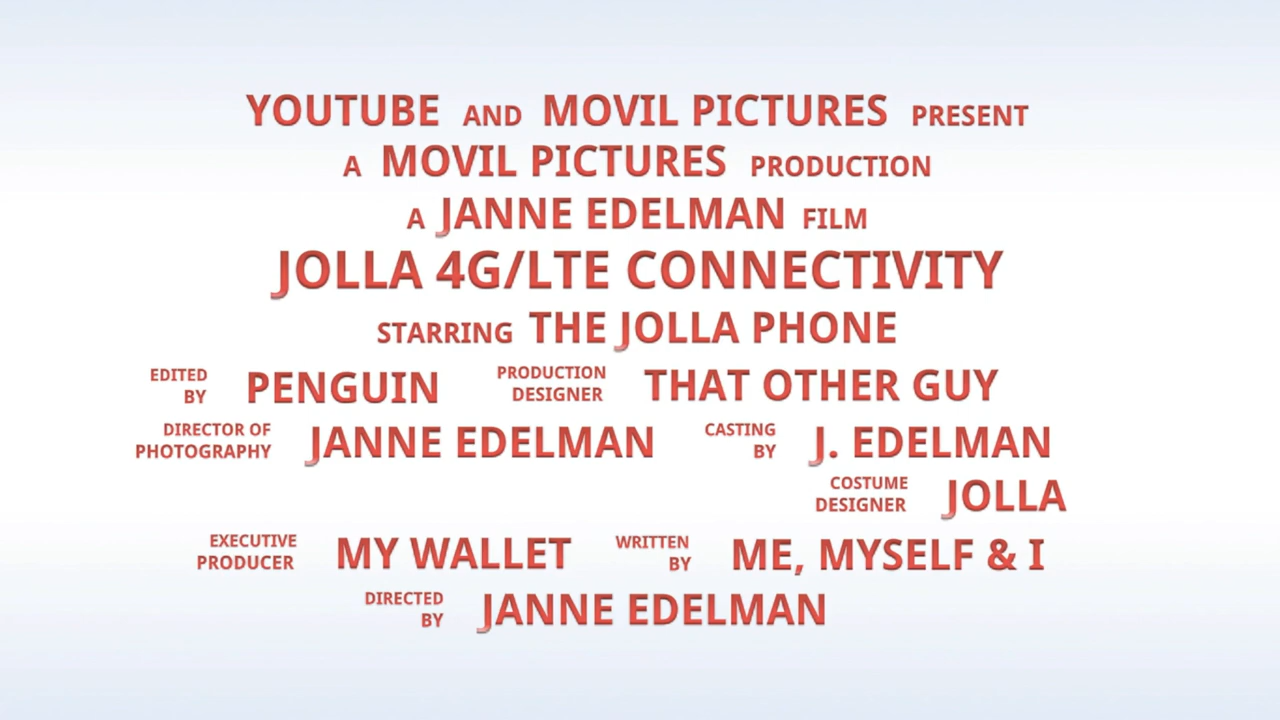 YOUTUBE AND MOVIL PICTURES PRESENT
A MOVIL PICTURES PRODUCTION
A JANNE EDELMAN FILM
JOLLA 4G/LTE CONNECTIVITY
STARRING THE JOLLA PHONE
EDITED BY PENGUIN PRODUCTION DESIGNER THAT OTHER GUY
DIRECTOR OF PHOTOGRAPHY JANNE EDELMAN CASTING BY J. EDELMAN
COSTUME DESIGNER JOLLA
EXECUTIVE PRODUCER MY WALLET WRITTEN BY ME, MYSELF & I
DIRECTED BY JANNE EDELMAN